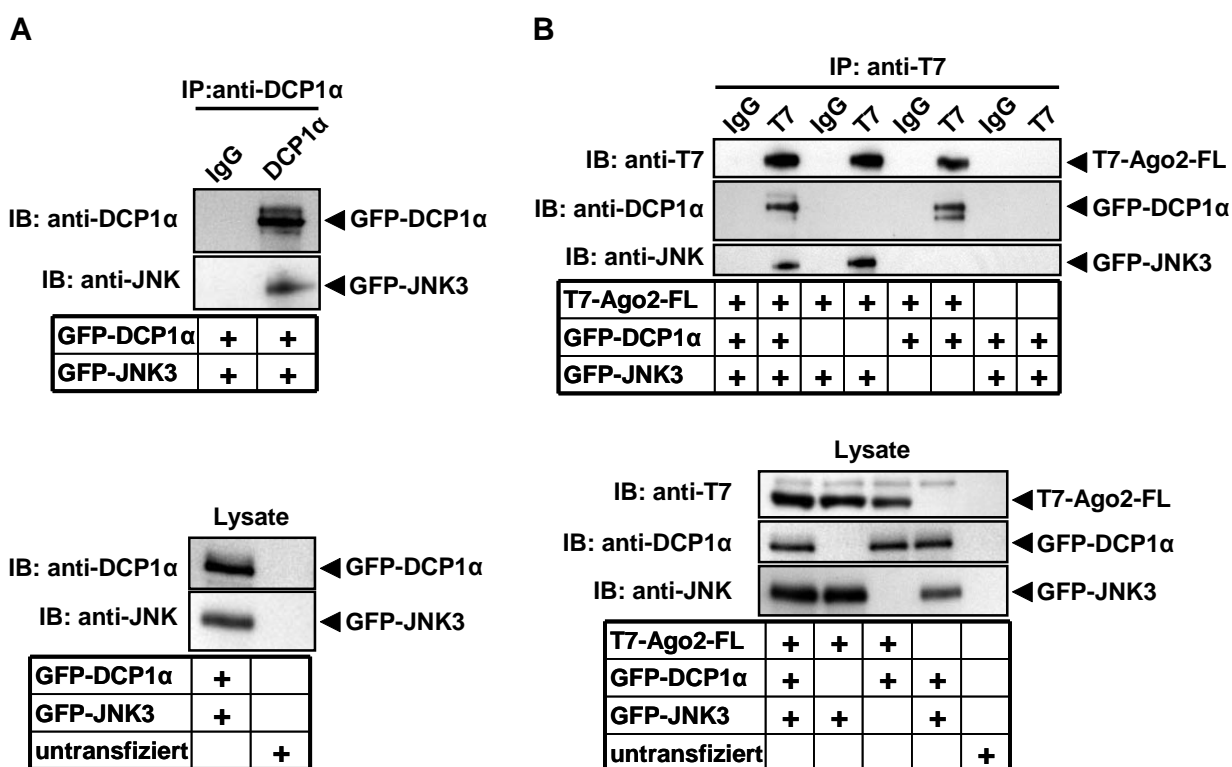 A
IP:anti-DCP1α
IgG
DCP1α
IB: anti-DCP1α
GFP-DCP1α
IB: anti-JNK
GFP-JNK3
GFP-DCP1α + +
GFP-JNK3 + +
Lysate
IB: anti-DCP1α
GFP-DCP1α
IB: anti-JNK
GFP-JNK3
GFP-DCP1α +
GFP-JNK3 +
untransfiziert +
B
IP: anti-T7
IgG T7 IgG T7 IgG T7 IgG T7
IB: anti-T7
T7-Ago2-FL
IB: anti-DCP1α
GFP-DCP1α
IB: anti-JNK
GFP-JNK3
T7-Ago2-FL + + + + + +
GFP-DCP1α + + + + + +
GFP-JNK3 + + + + + +
Lysate
IB: anti-T7
T7-Ago2-FL
IB: anti-DCP1α
GFP-DCP1α
IB: anti-JNK
GFP-JNK3
T7-Ago2-FL + + +
GFP-DCP1α + + +
GFP-JNK3 + + +
untransfiziert +